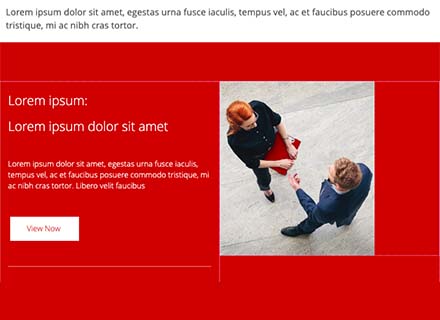 Lorem ipsum dolor sit amet, egestas urna fusce iaculis, tempus vel, ac et faucibus posuere commodo
tortor, mi ac nibh cras tortor.
Lorem ipsum:
Lorem ipsum dolor sit amet
Lorem ipsum dolor sit amet, egestas urna fusce iaculis,
tempus vel, ac et faucibus posuere commodo tortor, mi
ac nibh cras tortor. Libero velit faucibus
View Now